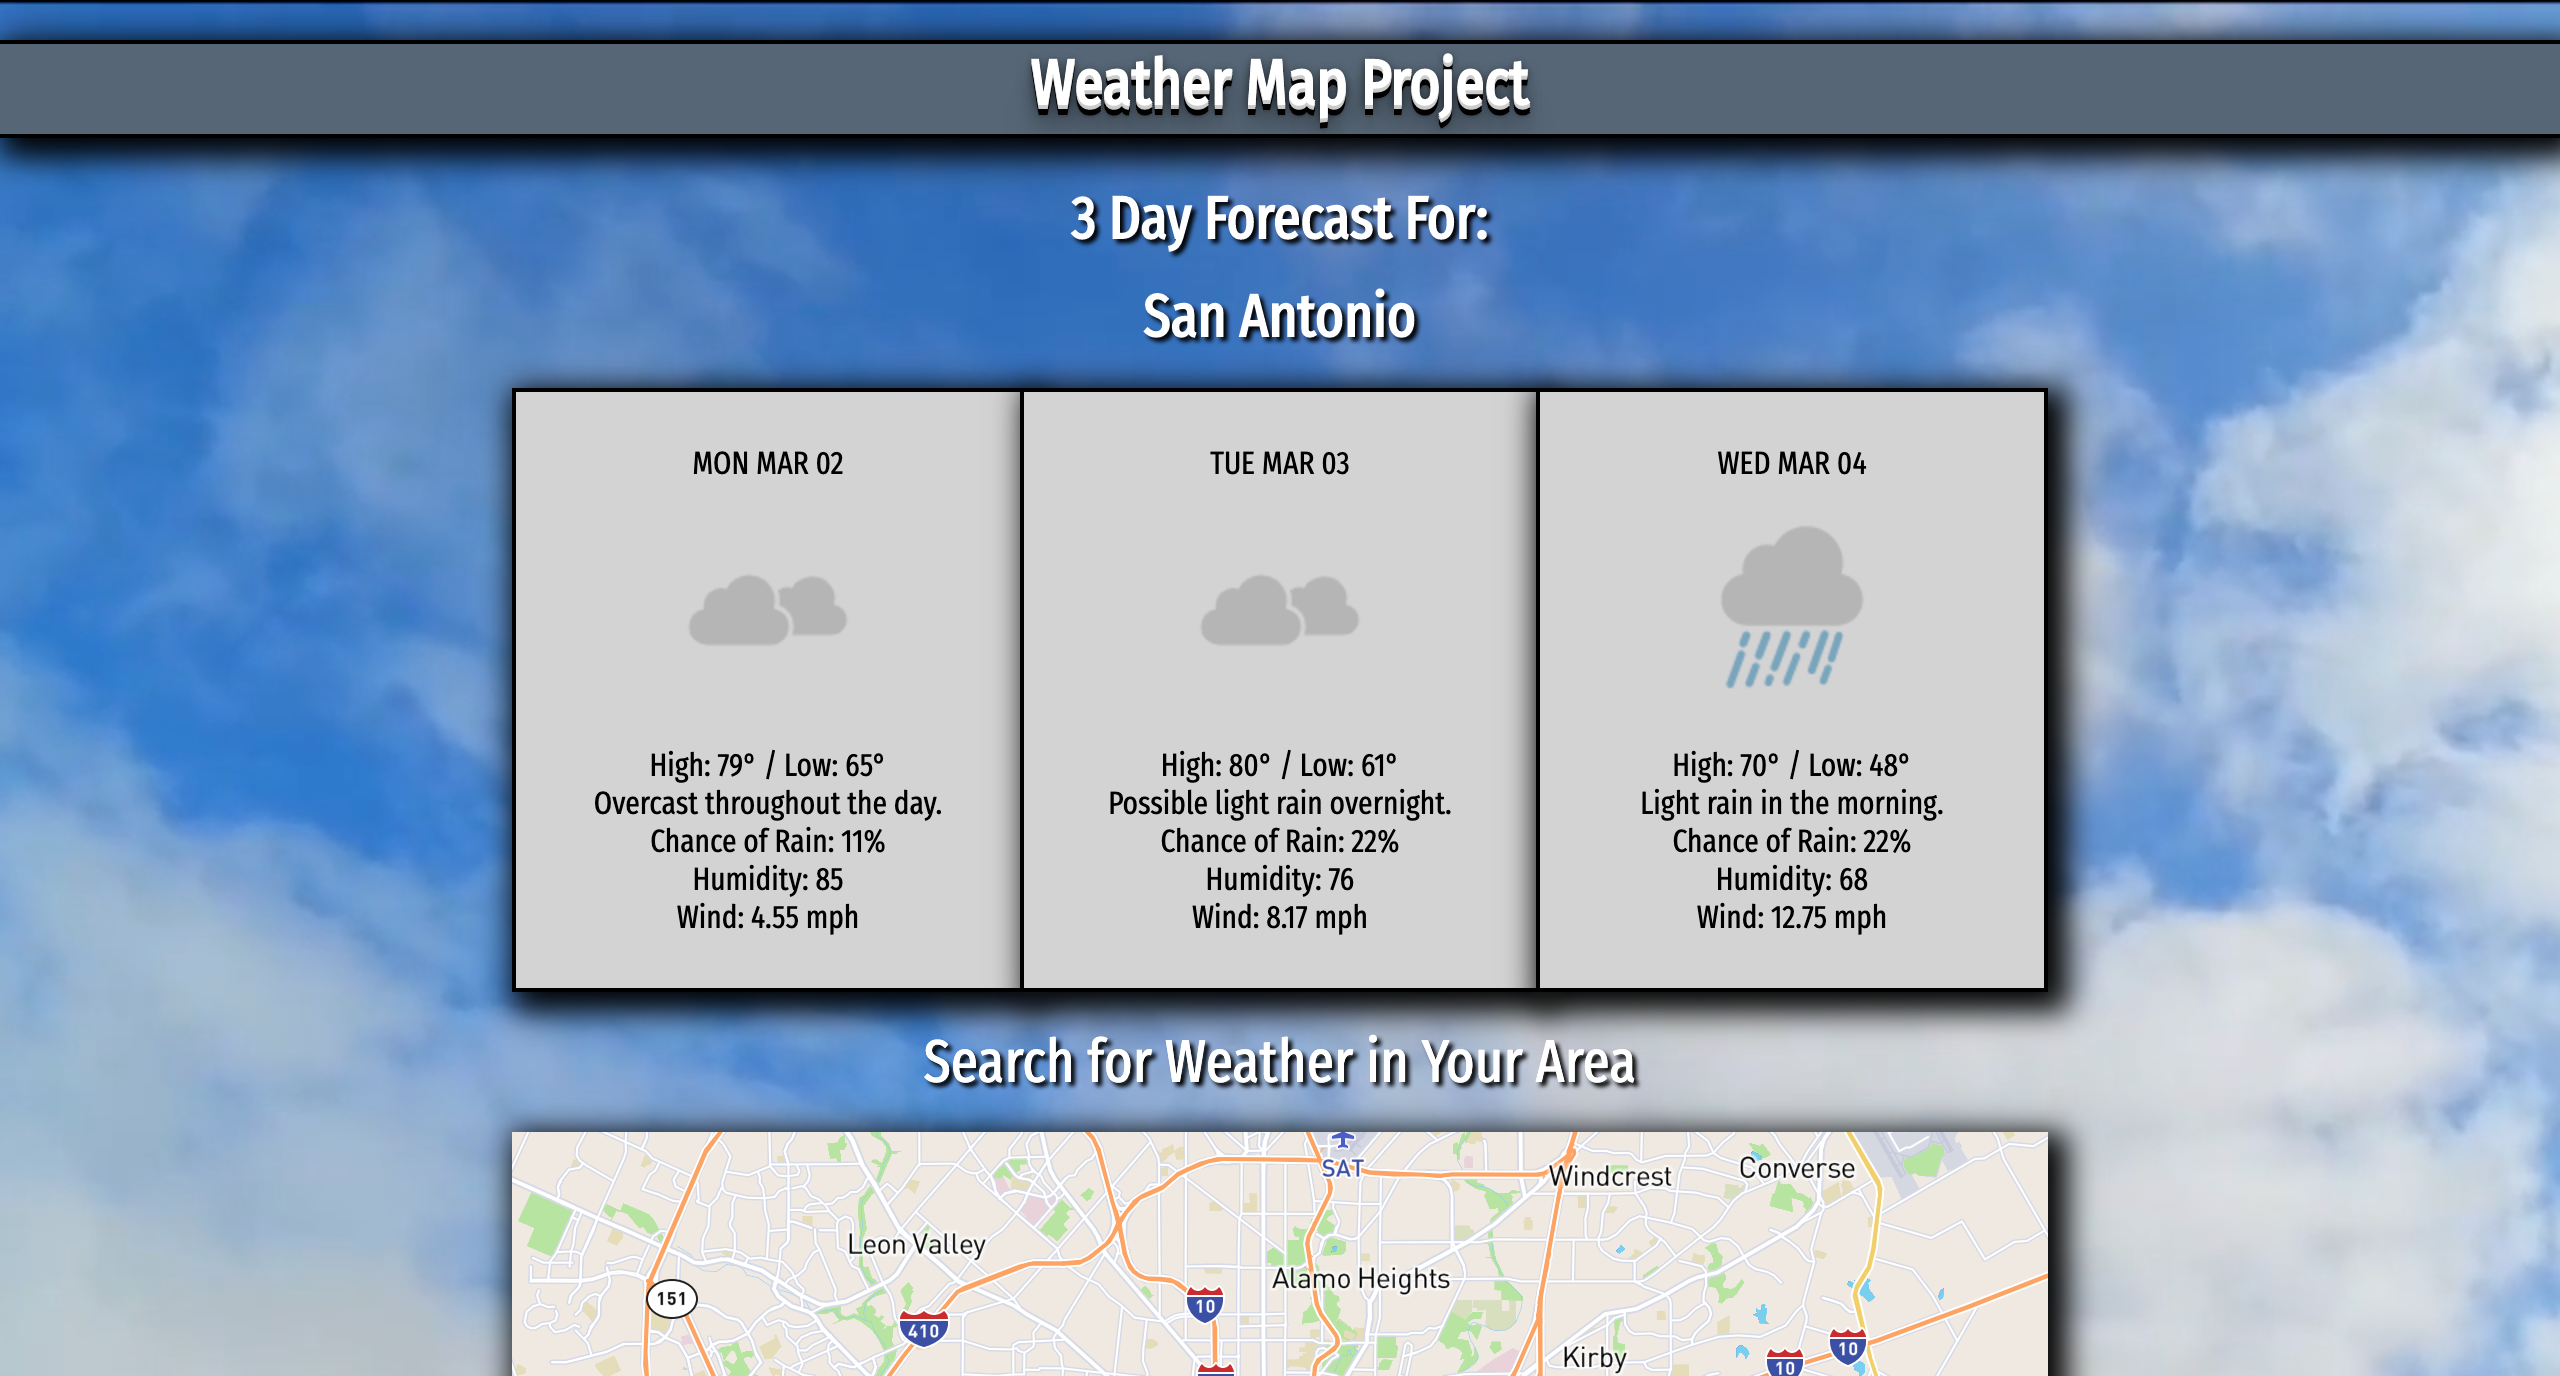 Weather Map Project
3 Day Forecast For:
San Antonio
MON MAR 02
High: 79° / Low: 65°
Overcast throughout the day.
Chance of Rain: 11%
Humidity: 85
Wind: 4.55 mph
TUE MAR 03
High: 80° / Low: 61°
Possible light rain overnight.
Chance of Rain: 22%
Humidity: 76
Wind: 8.17 mph
WED MAR 04
High: 70° / Low: 48°
Light rain in the morning.
Chance of Rain: 22%
Humidity: 68
Wind: 12.75 mph
Search for Weather in Your Area
SAT
Windcrest
Converse
Leon Valley
Alamo Heights
151
410
10
Kirby
10
10